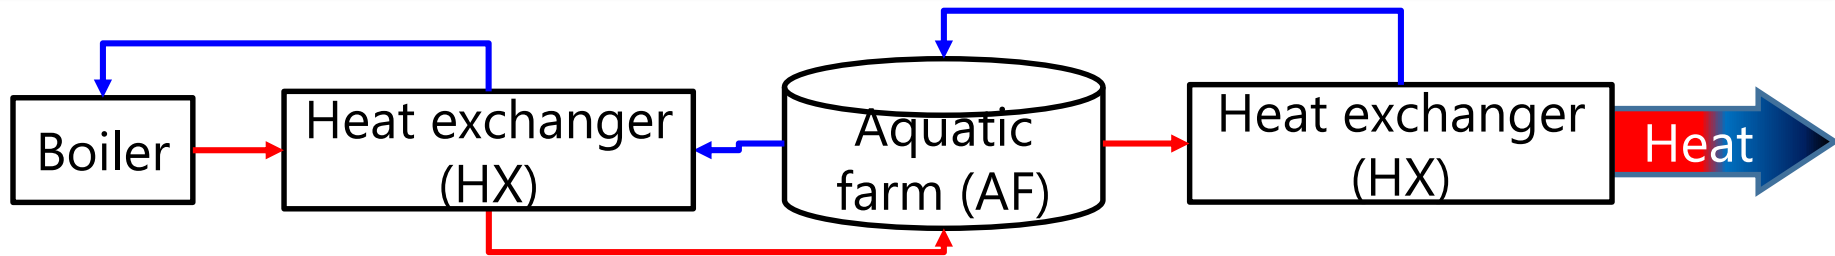 Boiler
Heat exchanger
(HX)
Aquatic
farm (AF)
Heat exchanger
(HX)
Heat